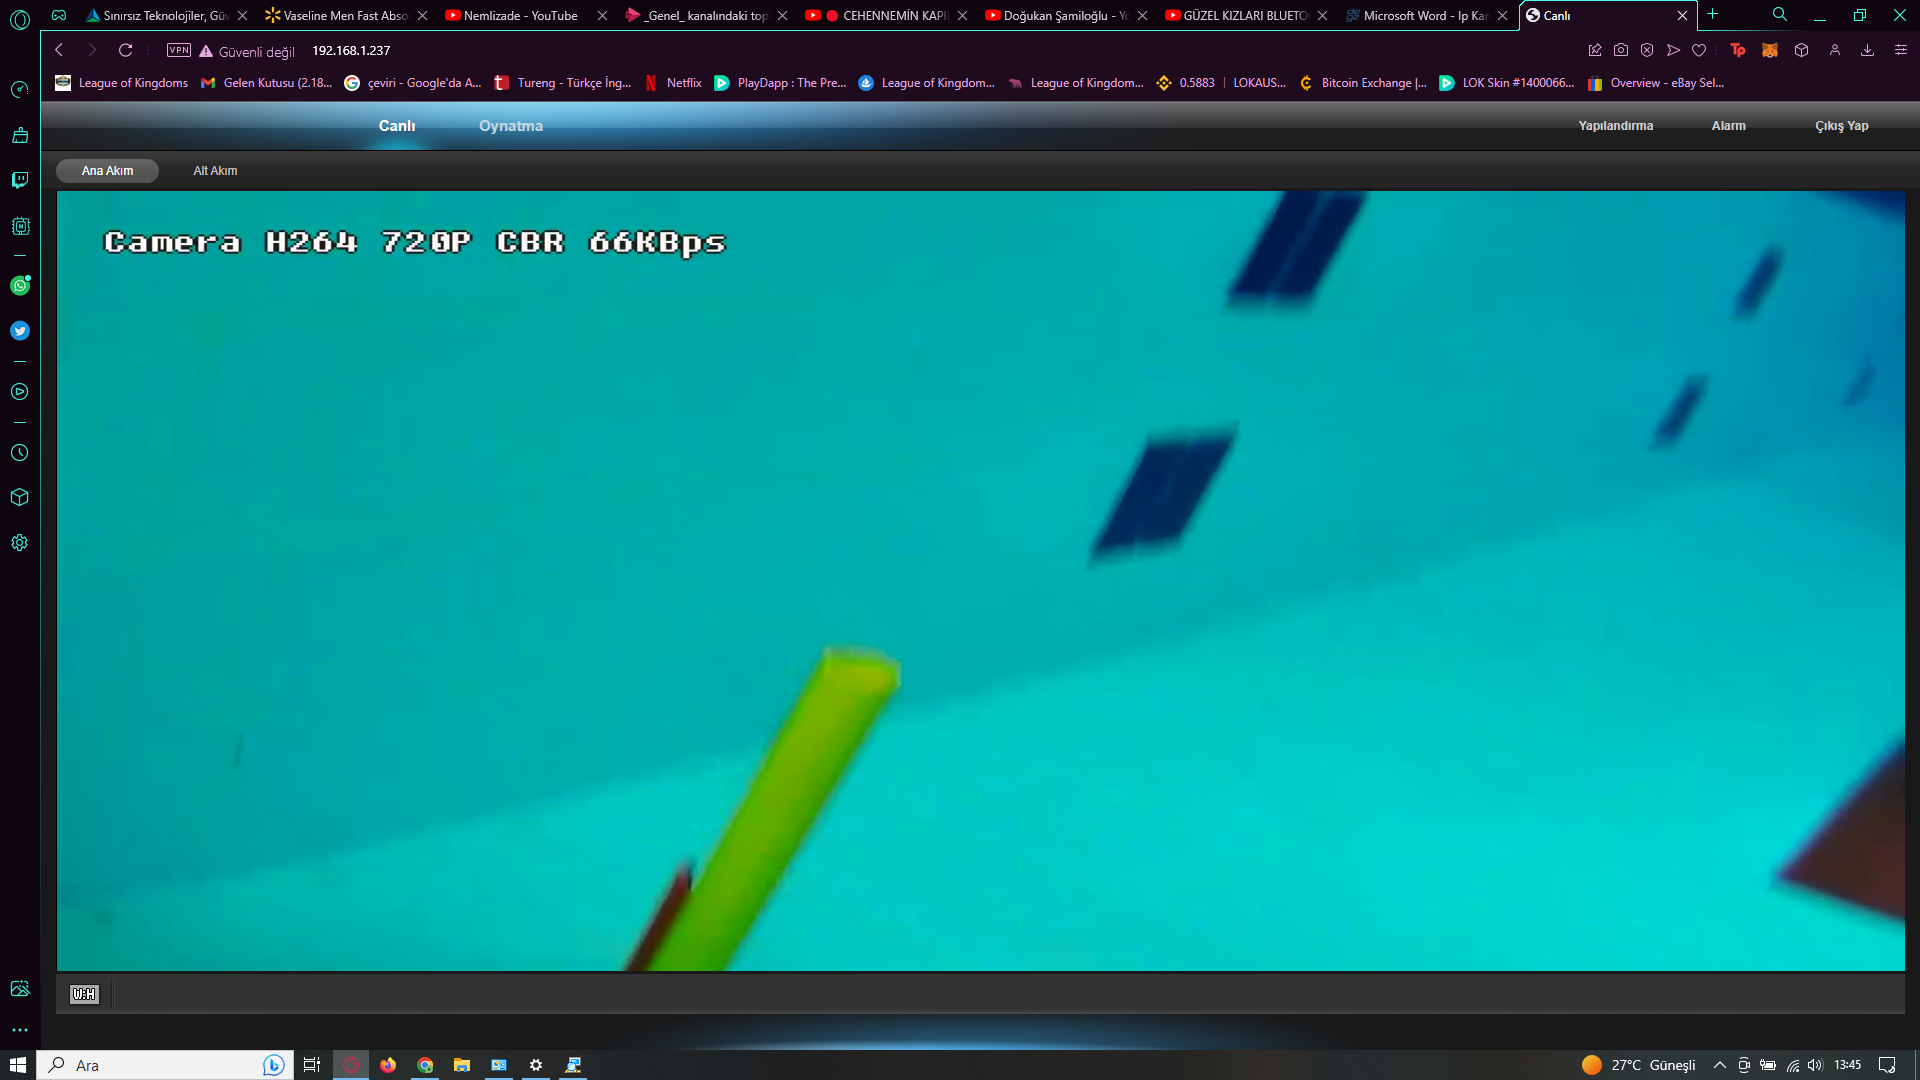 Sınırsız Teknolojiler, Gü
Vaseline Men Fast Abso
Nemlizade - YouTube
_Genel_ kanalındaki top
CEHENNEMİN KAPI
Doğukan Şamiloğlu - Yo
GÜZEL KIZLARI BLUETO
Microsoft Word - Ip Ka
Canlı
VPN
Güvenli değil
192.168.1.237
Tp
League of Kingdoms
Gelen Kutusu (2.18...
çeviri - Google'da A...
Tureng - Türkçe İng...
Netflix
PlayDapp : The Pre...
League of Kingdom...
League of Kingdom...
0.5883 | LOKAUS...
Bitcoin Exchange |...
LOK Skin #1400066...
Overview - eBay Sel...
Canlı
Oynatma
Yapılandırma
Alarm
Çıkış Yap
Ana Akım
Alt Akım
Camera H264 720P CBR 66KBps
W:H
Ara
27°C Güneşli
13:45